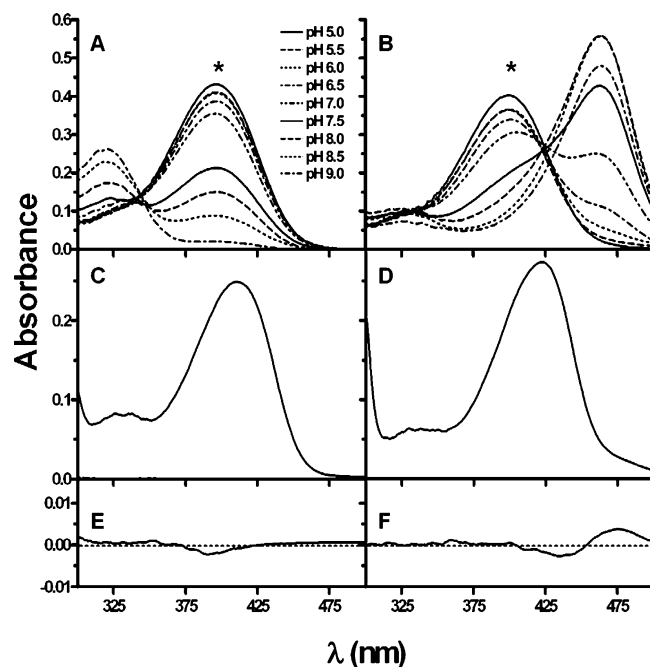 0.6
0.5
0.4
0.3
0.2
0.1
0.0
A
*
pH 5.0
pH 5.5
pH 6.0
pH 6.5
pH 7.0
pH 7.5
pH 8.0
pH 8.5
pH 9.0
B
*
Absorbance
0.2
0.1
0.0
C
D
0.01
0.00
-0.01
E
F
325 375 425 475 325 375 425 475
λ (nm)